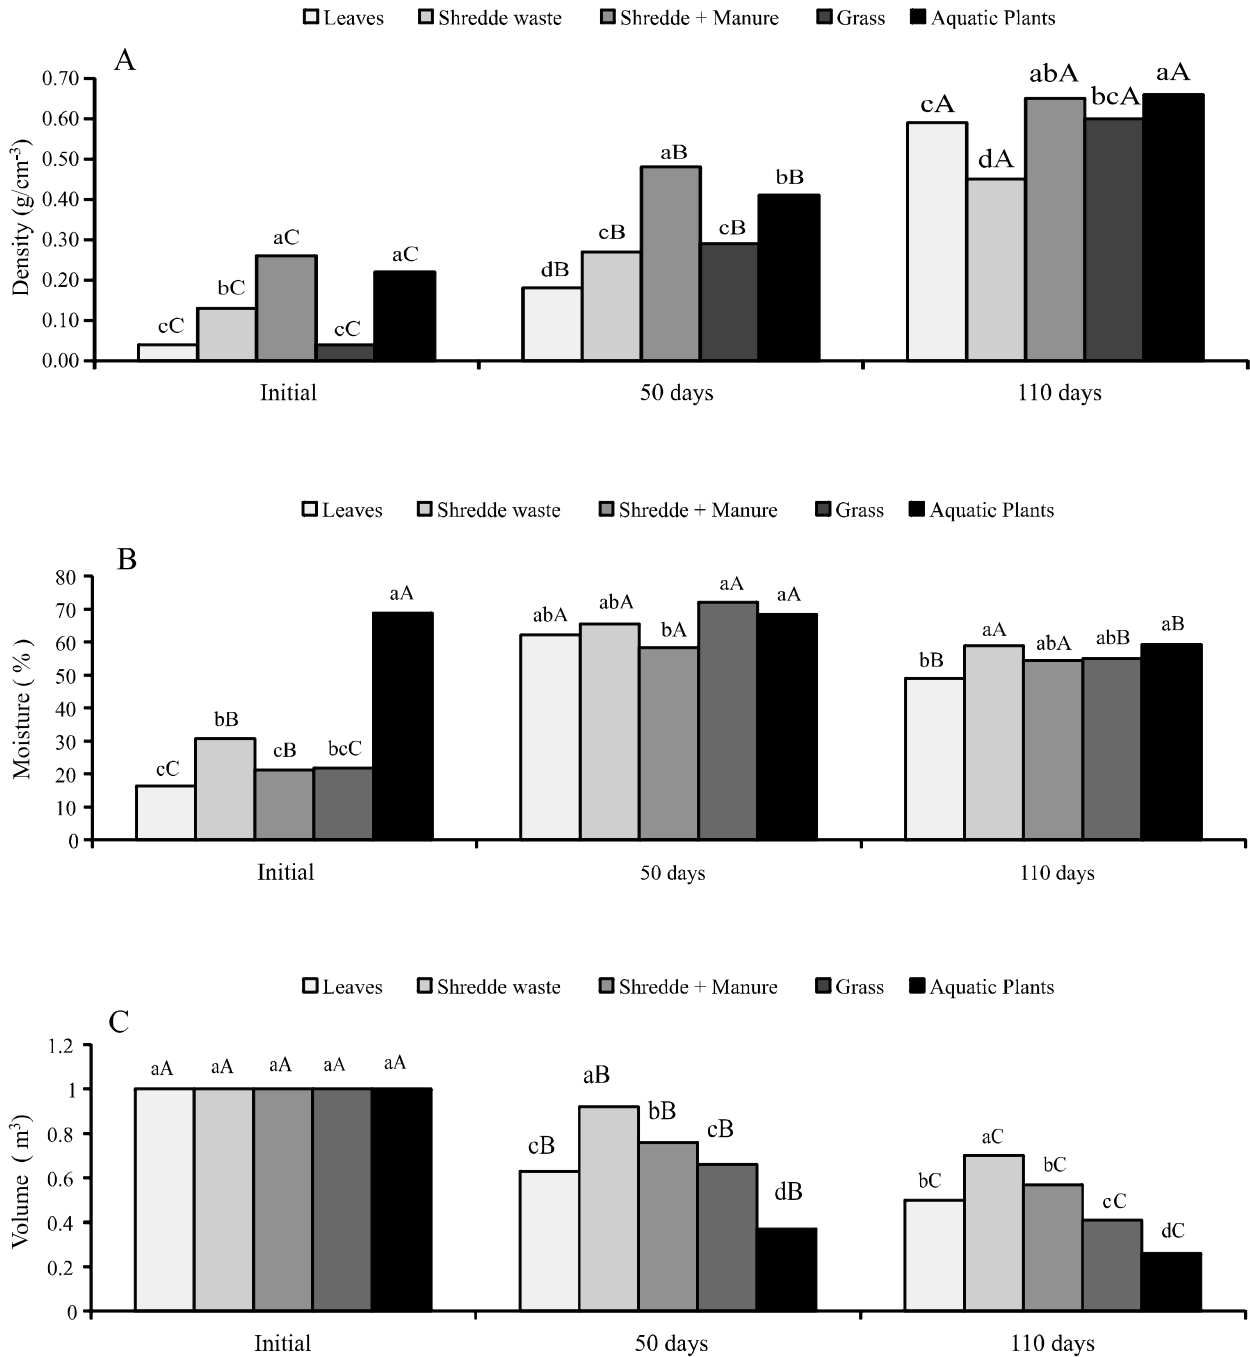 Leaves Shredde waste Shredde + Manure Grass Aquatic Plants
A
Density (g/cm⁻³)
0.70
0.60
0.50
0.40
0.30
0.20
0.10
0.00
cC bC aC cC aC
dB cB aB cB bB
cA dA abA bcA aA
Initial 50 days 110 days
Leaves Shredde waste Shredde + Manure Grass Aquatic Plants
B
Moisture ( % )
80
70
60
50
40
30
20
10
0
cC bB cB bcC aA
abA abA bA aA aA
bB aA abA abB aB
Initial 50 days 110 days
Leaves Shredde waste Shredde + Manure Grass Aquatic Plants
C
Volume ( m³)
1.2
1
0.8
0.6
0.4
0.2
0
aA aA aA aA aA
cB aB bB cB dB
bC aC bC cC dC
Initial 50 days 110 days